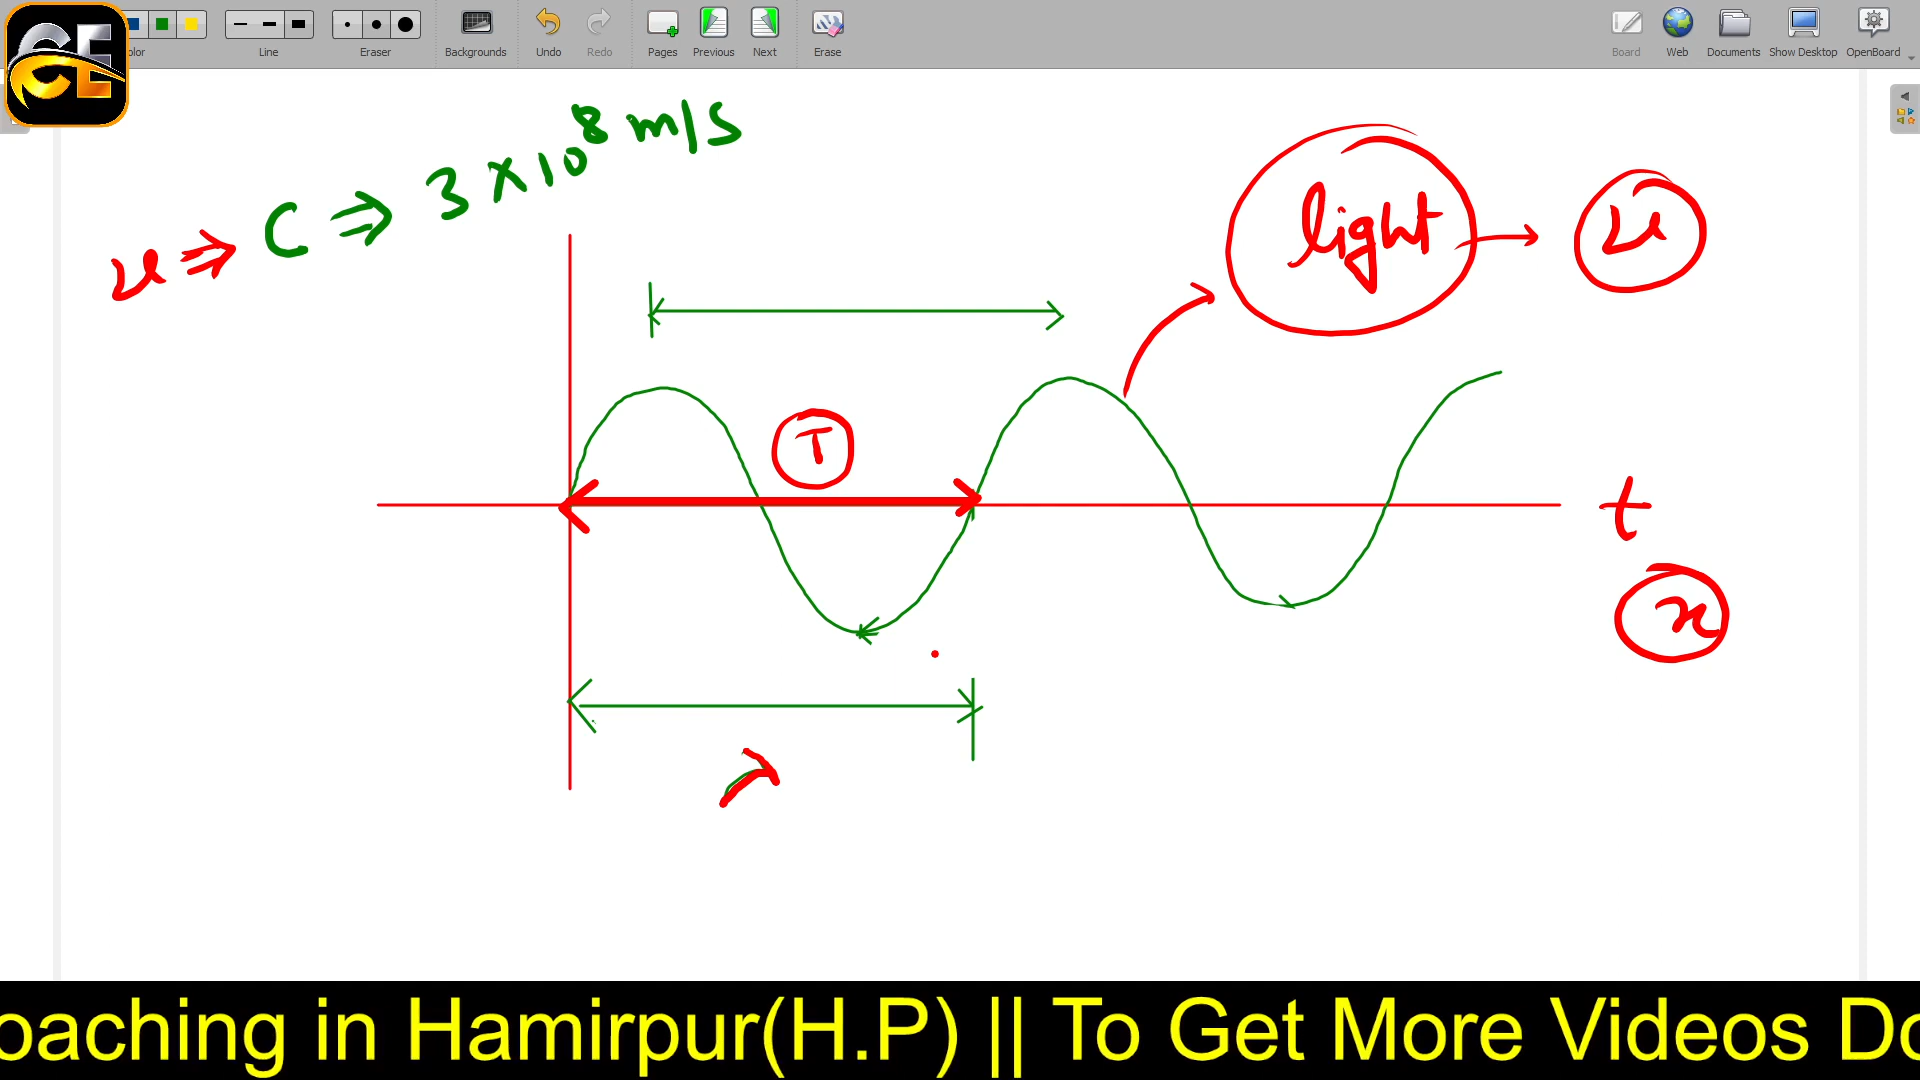 CE
Line
Eraser
Backgrounds
Undo
Redo
Pages
Previous
Next
Erase
Board
Web
Documents
Show Desktop
OpenBoard
C ⇒ 3 × 10⁸ m/s
light
T
t
x
oaching in Hamirpur(H.P) || To Get More Videos Do